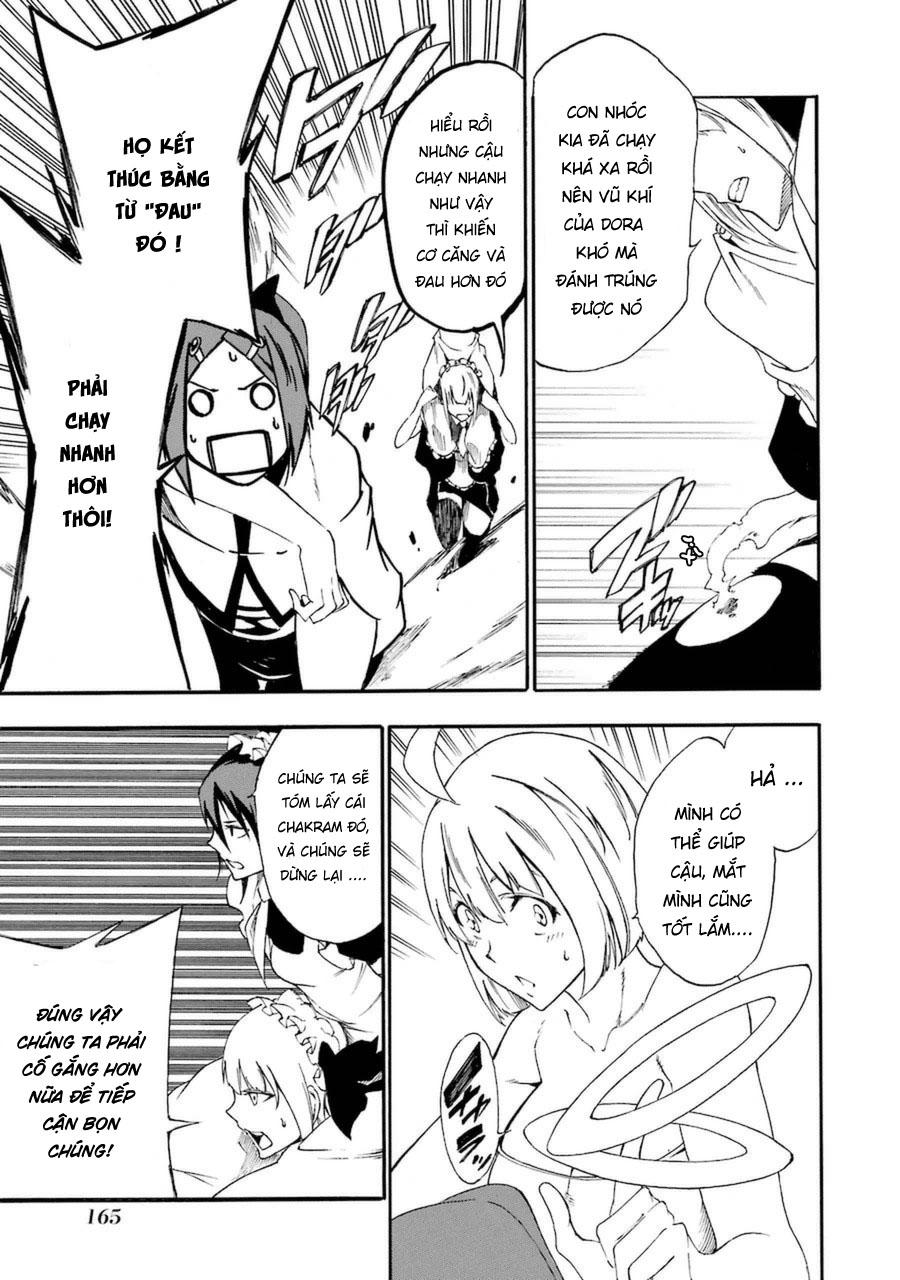 CON NHÓC
KIA ĐÃ CHẠY
KHÁ XA RỒI
NÊN VŨ KHÍ
CỦA DORA
KHÓ MÀ
ĐÁNH TRÚNG
ĐƯỢC NÓ
HIỂU RỒI
NHƯNG CẬU
CHẠY NHANH
NHƯ VẬY
THÌ KHIẾN
CƠ CĂNG VÀ
ĐAU HƠN ĐÓ
HỌ KẾT
THÚC BẰNG
TỪ "ĐAU"
ĐÓ !
PHẢI
CHẠY
NHANH
HƠN
THÔI!
HẢ ...
MÌNH CÓ
THỂ GIÚP
CẬU, MẮT
MÌNH CŨNG
TỐT LẮM....
CHÚNG TA SẼ
TÓM LẤY CÁI
CHAKRAM ĐÓ,
VÀ CHÚNG SẼ
DỪNG LẠI ....
ĐÚNG VẬY
CHÚNG TA PHẢI
CỐ GẮNG HƠN
NỮA ĐỂ TIẾP
CẬN BỌN
CHÚNG!
165